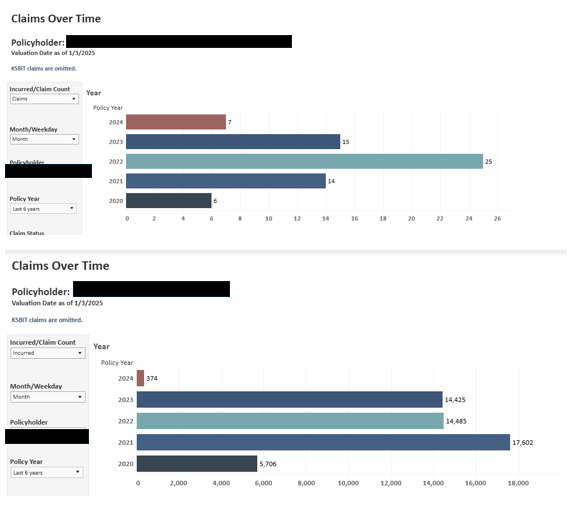 Claims Over Time
Policyholder:
Valuation Date as of 1/3/2025
KSBIT claims are omitted.
Incurred/Claim Count
Claims
Month/Weekday
Month
Policyholder
Policy Year
Last 6 years
Claim Status
Year
Policy Year
2024 7
2023 15
2022 25
2021 14
2020 6
0 2 4 6 8 10 12 14 16 18 20 22 24 26
Claims Over Time
Policyholder:
Valuation Date as of 1/3/2025
KSBIT claims are omitted.
Incurred/Claim Count
Incurred
Month/Weekday
Month
Policyholder
Policy Year
Last 6 years
Year
Policy Year
2024 374
2023 14,425
2022 14,485
2021 17,602
2020 5,706
0 2,000 4,000 6,000 8,000 10,000 12,000 14,000 16,000 18,000